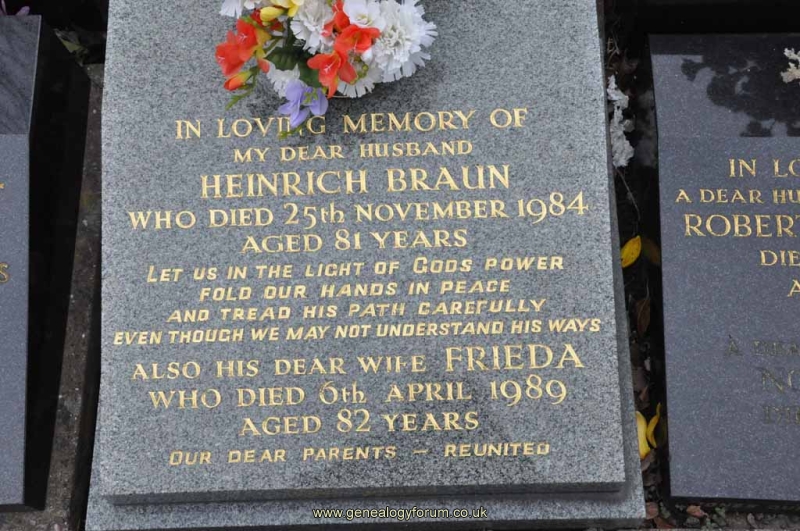 IN LOVING MEMORY OF
MY DEAR HUSBAND
HEINRICH BRAUN
WHO DIED 25th NOVEMBER 1984
AGED 81 YEARS
LET US IN THE LIGHT OF GODS POWER
FOLD OUR HANDS IN PEACE
AND TREAD HIS PATH CAREFULLY
EVEN THOUGH WE MAY NOT UNDERSTAND HIS WAYS
ALSO HIS DEAR WIFE FRIEDA
WHO DIED 6th APRIL 1989
AGED 82 YEARS
OUR DEAR PARENTS – REUNITED
IN
A DEAR
ROBERT
www.genealogyforum.co.uk